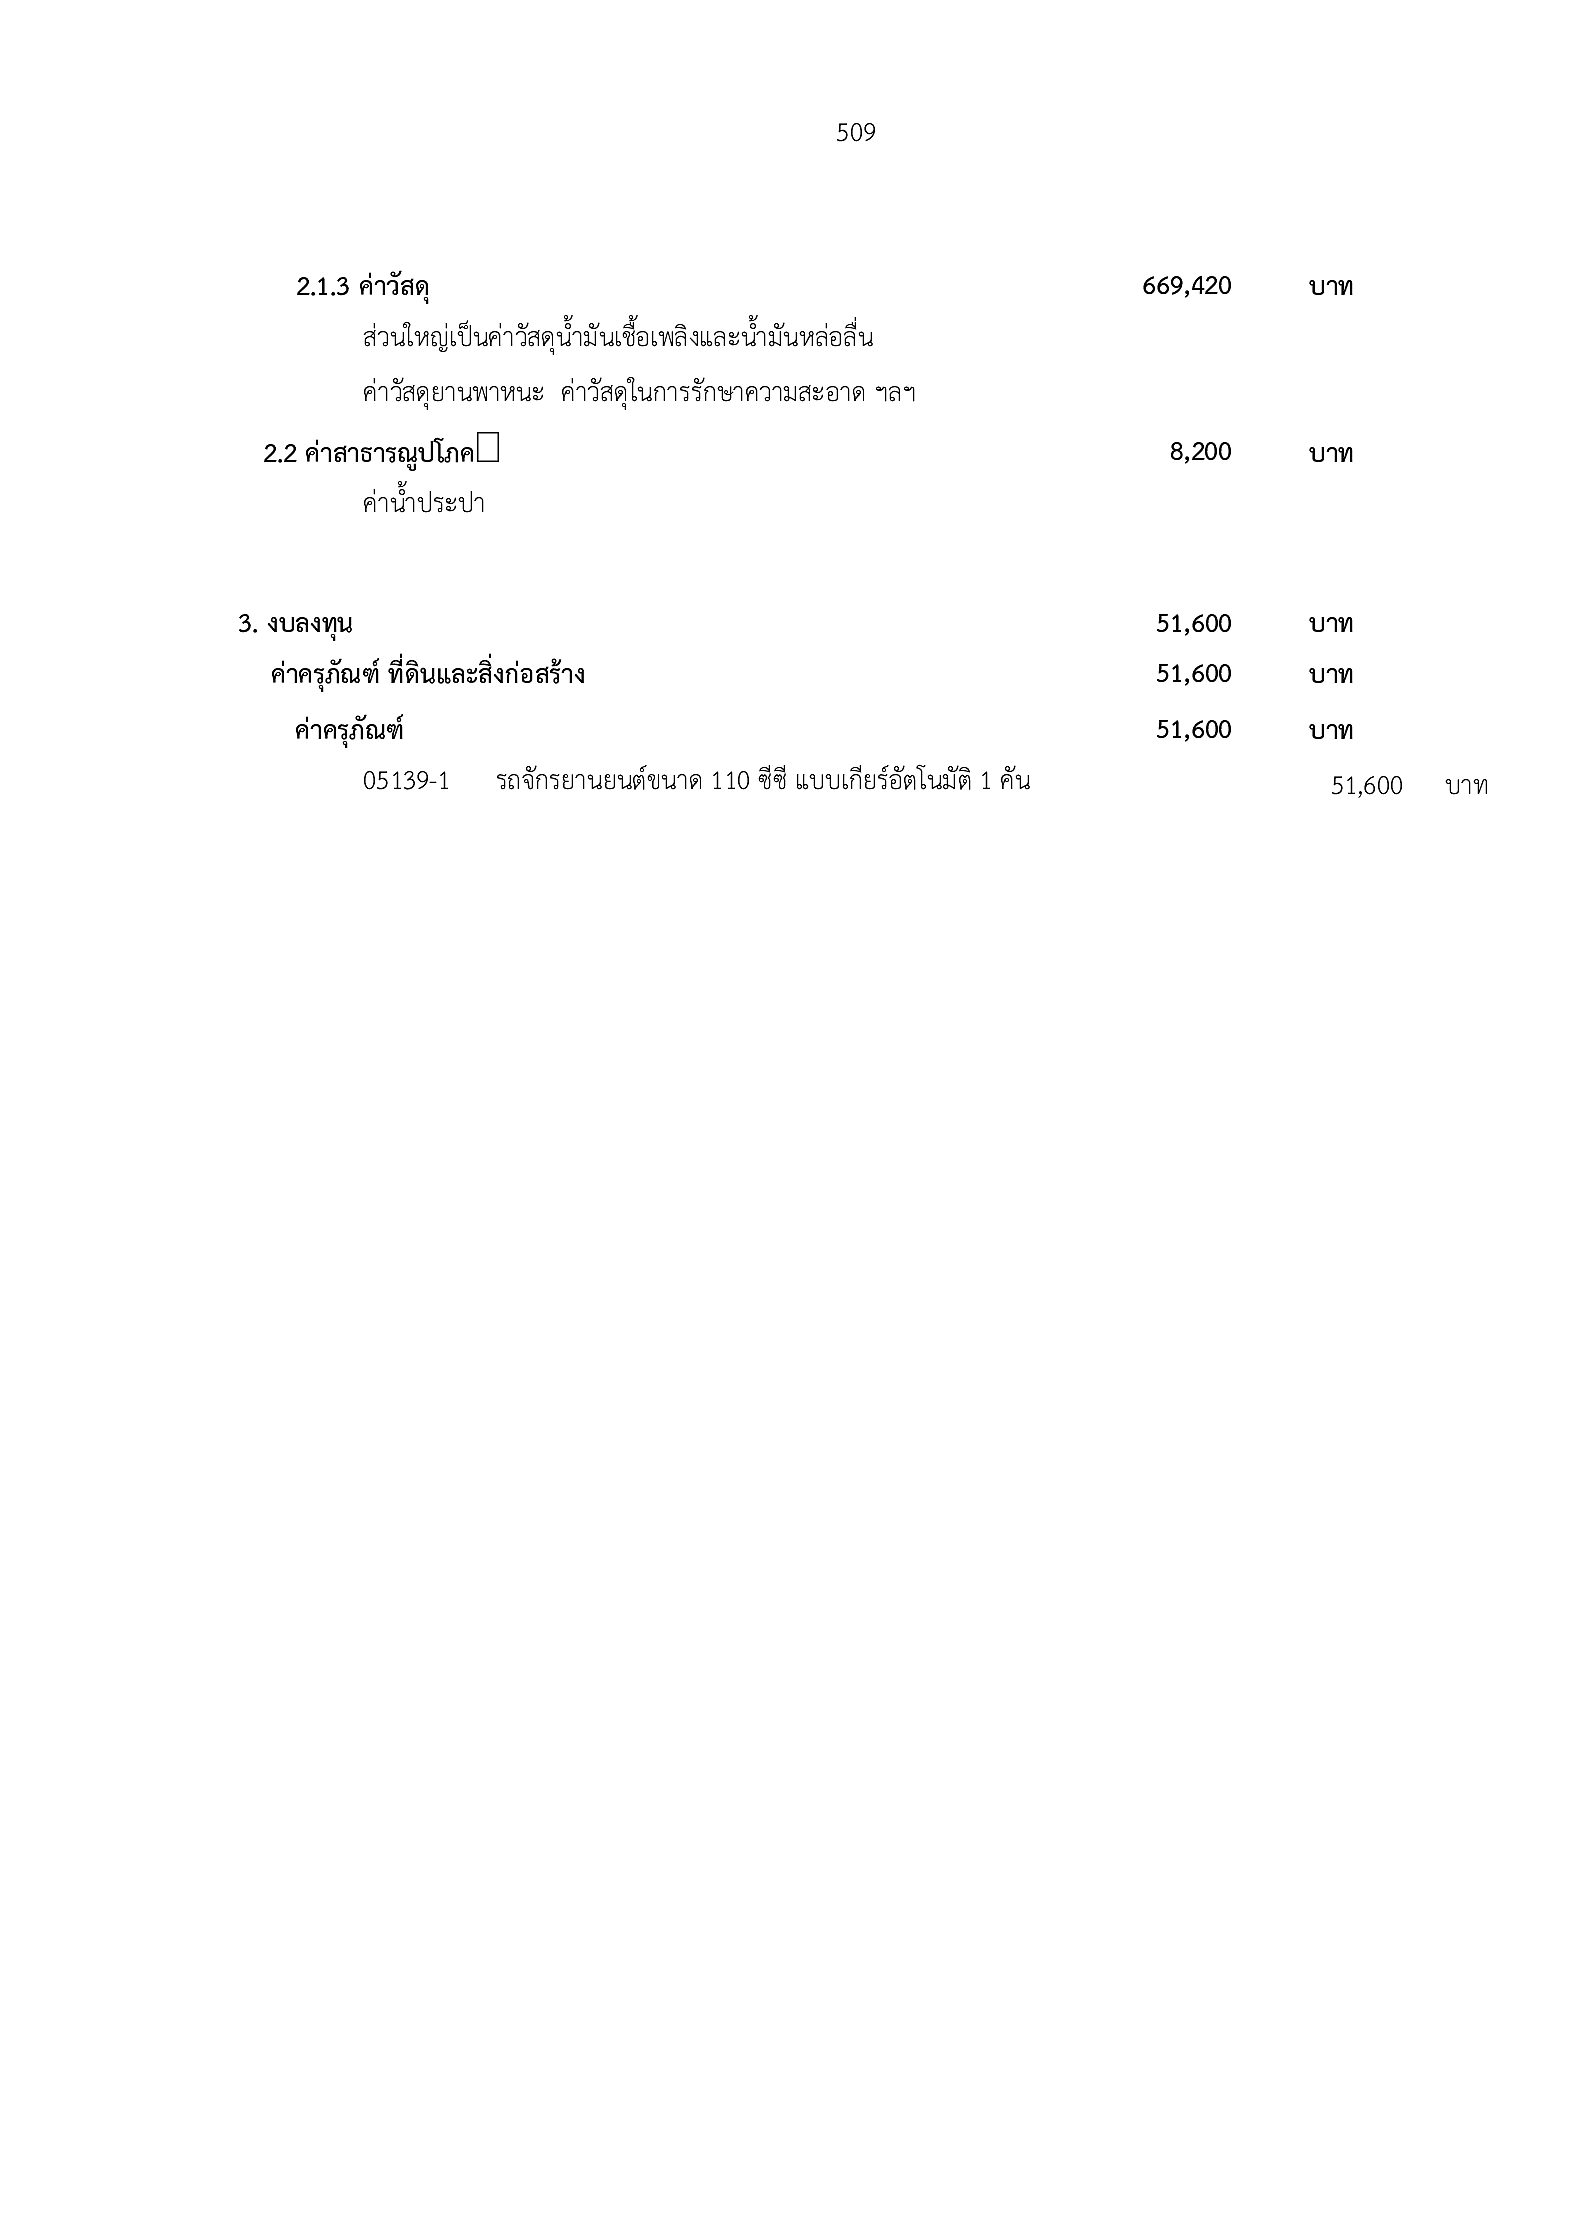 509
2.1.3 ค่าวัสดุ 669,420 บาท
ส่วนใหญ่เป็นค่าวัสดุน้ำมันเชื้อเพลิงและน้ำมันหล่อลื่น
ค่าวัสดุยานพาหนะ ค่าวัสดุในการรักษาความสะอาด ฯลฯ
2.2 ค่าสาธารณูปโภค 8,200 บาท
ค่าน้ำประปา
3. งบลงทุน 51,600 บาท
ค่าครุภัณฑ์ ที่ดินและสิ่งก่อสร้าง 51,600 บาท
ค่าครุภัณฑ์ 51,600 บาท
05139-1 รถจักรยานยนต์ขนาด 110 ซีซี แบบเกียร์อัตโนมัติ 1 คัน 51,600 บาท